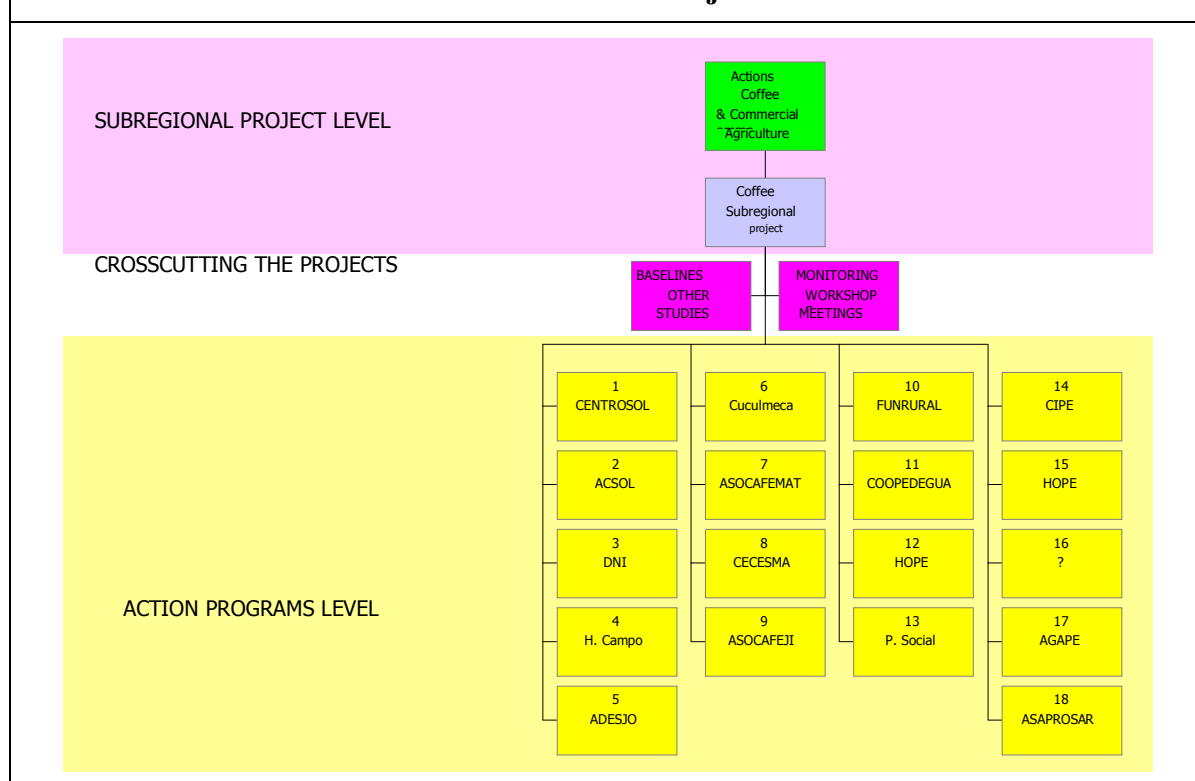 SUBREGIONAL PROJECT LEVEL
Actions
Coffee
& Commercial
Agriculture
Coffee
Subregional
project
CROSSCUTTING THE PROJECTS
BASELINES
OTHER
STUDIES
MONITORING
WORKSHOP
MEETINGS
ACTION PROGRAMS LEVEL
1
CENTROSOL
2
ACSOL
3
DNI
4
H. Campo
5
ADESJO
6
Cuculmeca
7
ASOCAFEMAT
8
CECESMA
9
ASOCAFEJI
10
FUNRURAL
11
COOPEDEGUA
12
HOPE
13
P. Social
14
CIPE
15
HOPE
16
?
17
AGAPE
18
ASAPROSAR